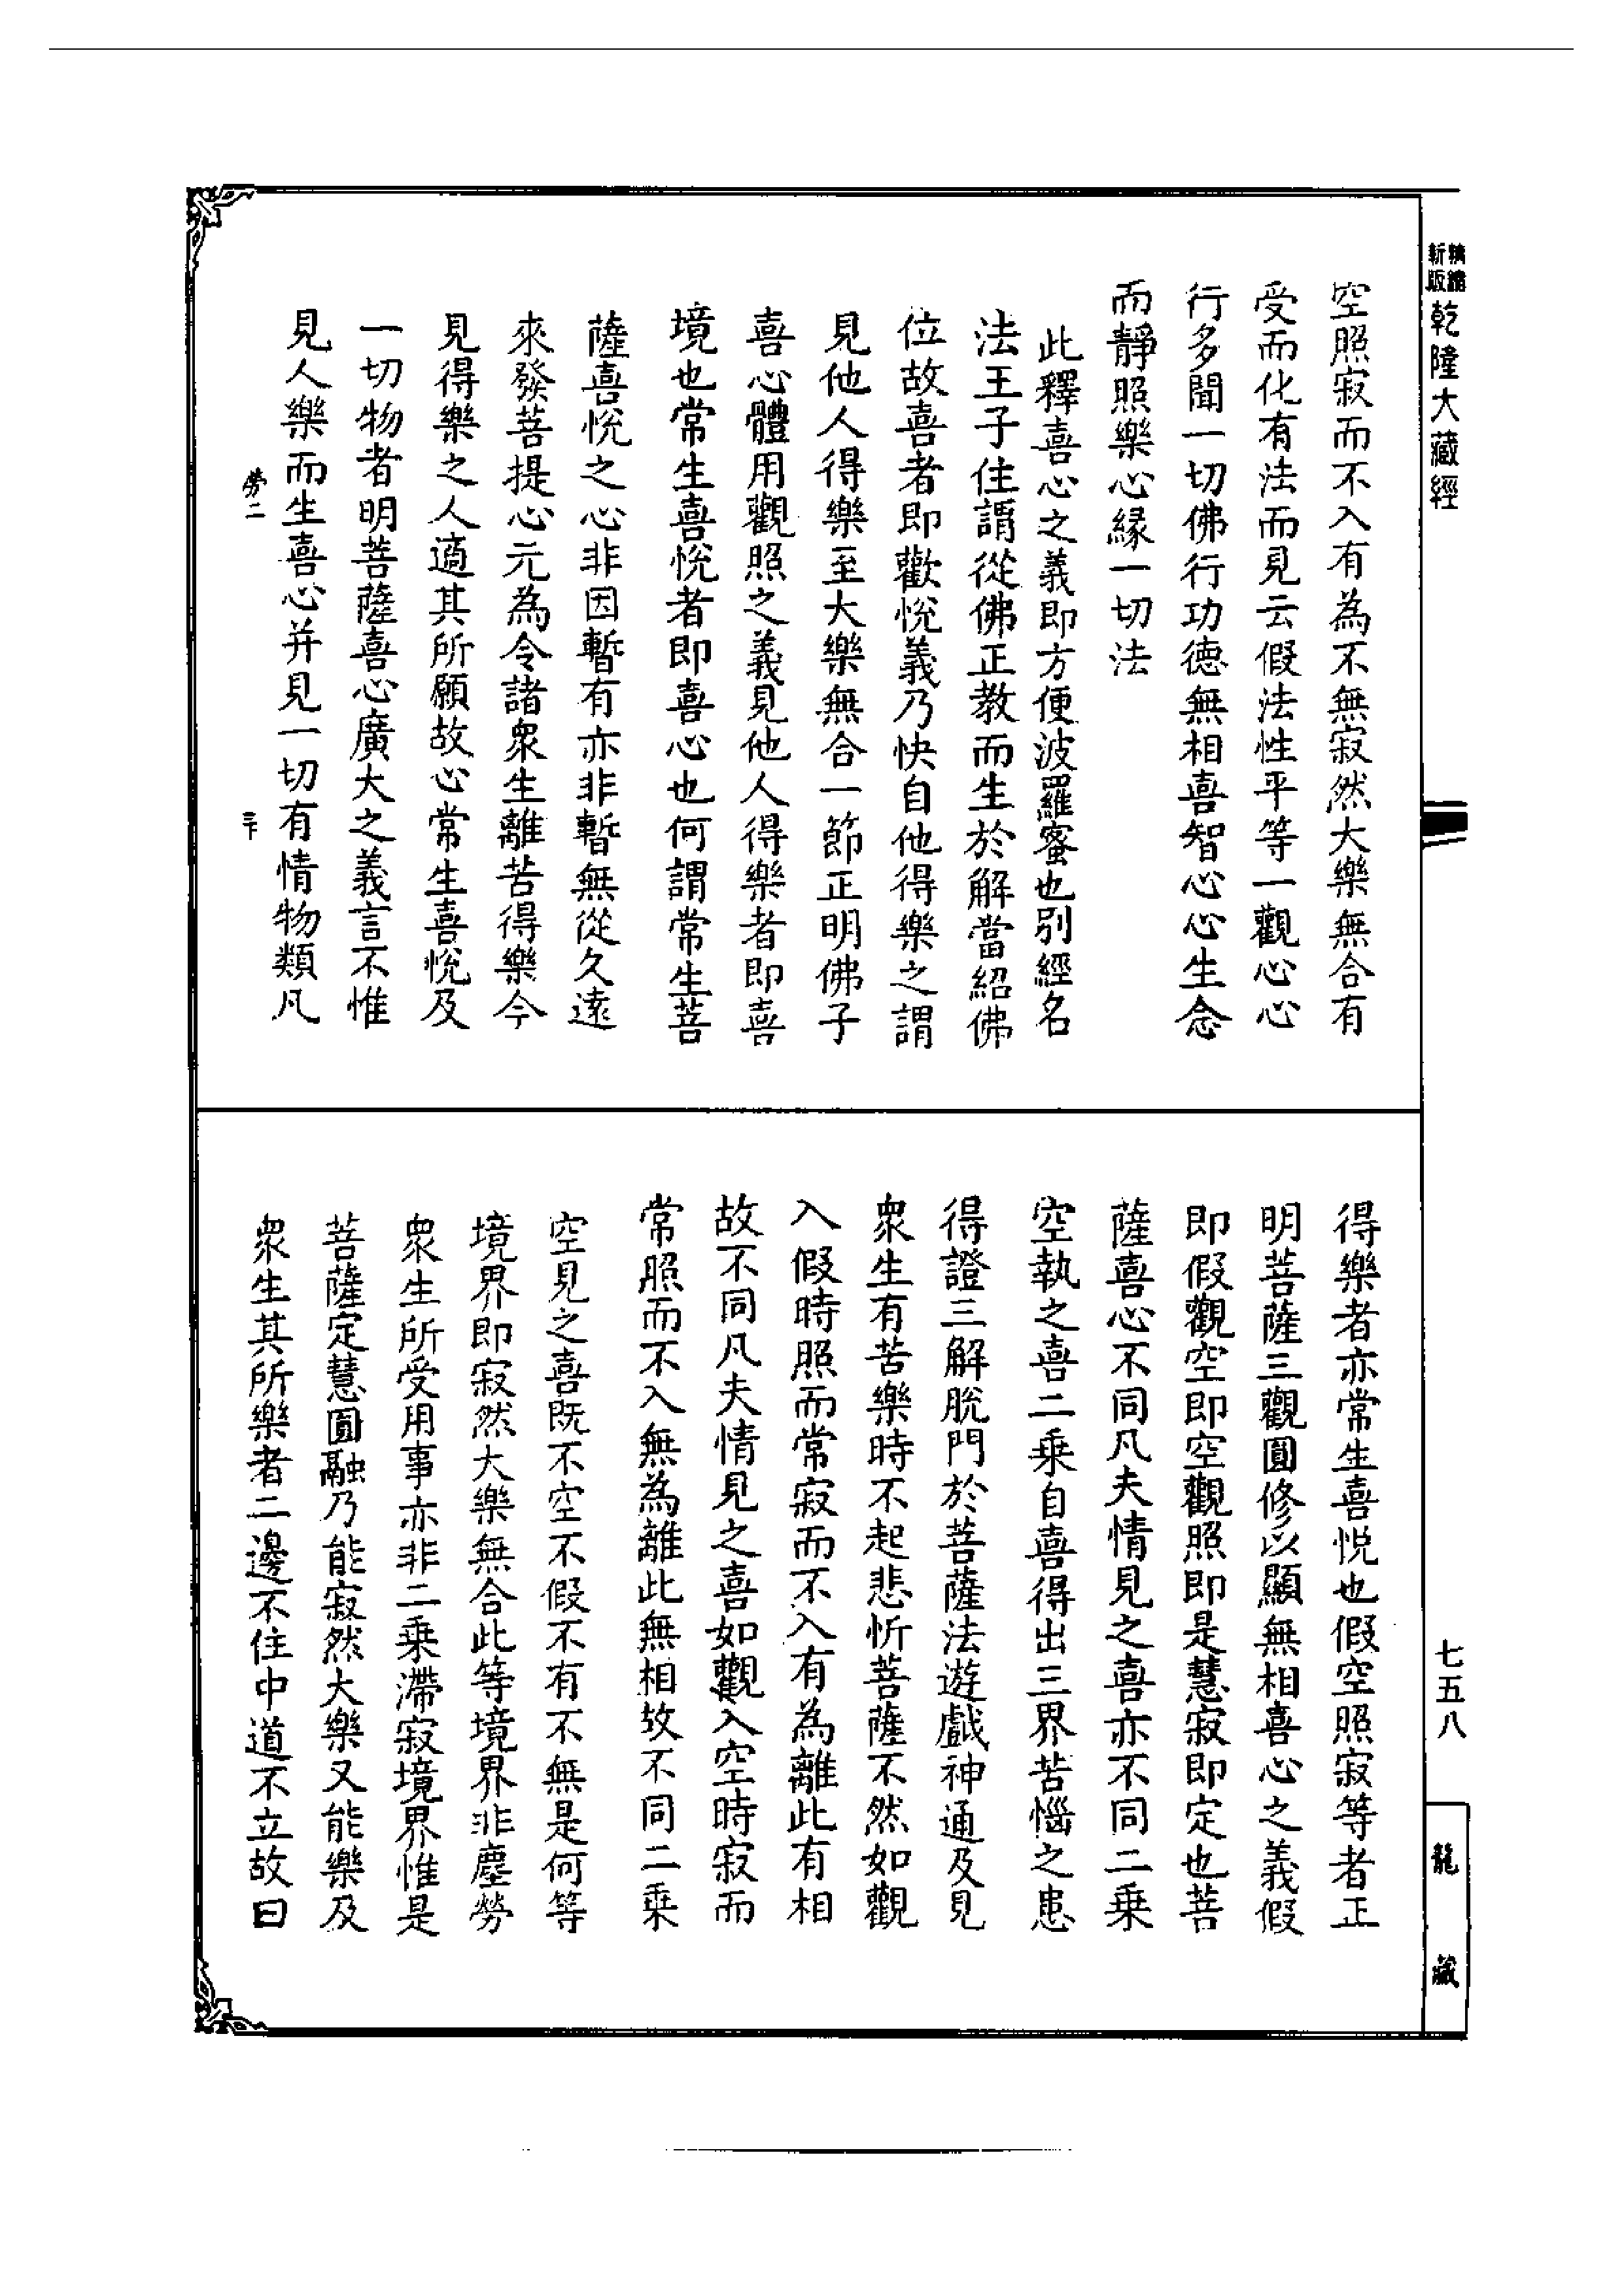 精縮
新版
乾隆大藏經
空照寂而不入有為不無寂然大樂無合有
受而化有法而見云假法性平等一觀心心
行多聞一切佛行功德無相喜智心心生念
而靜照樂心緣一切法
此釋喜心之義即方便波羅蜜也別經名
法王子住謂從佛正教而生於解當紹佛
位故喜者即歡悅義乃快自他得樂之謂
見他人得樂至大樂無合一節正明佛子
喜心體用觀照之義見他人得樂者即喜
境也常生喜悅者即喜心也何謂常生菩
薩喜悅之心非因暫有亦非暫無從久遠
來發菩提心元為令諸眾生離苦得樂今
見得樂之人適其所願故心常生喜悅及
一切物者明菩薩喜心廣大之義言不惟
見人樂而生喜心并見一切有情物類凡
勞二
三十
得樂者亦常生喜悅也假空照寂等者正
明菩薩三觀圓修以顯無相喜心之義假
即假觀空即空觀照即是慧寂即定也菩
薩喜心不同凡夫情見之喜亦不同二乘
空執之喜二乘自喜得出三界苦惱之患
得證三解脫門於菩薩法遊戲神通及見
眾生有苦樂時不起悲忻菩薩不然如觀
入假時照而常寂而不入有為離此有相
故不同凡夫情見之喜如觀入空時寂而
常照而不入無為離此無相故不同二乘
空見之喜既不空不假不有不無是何等
境界即寂然大樂無合此等境界非塵勞
眾生所受用事亦非二乘滯寂境界惟是
菩薩定慧圓融乃能寂然大樂又能樂及
眾生其所樂者二邊不住中道不立故曰
七五八
龍藏